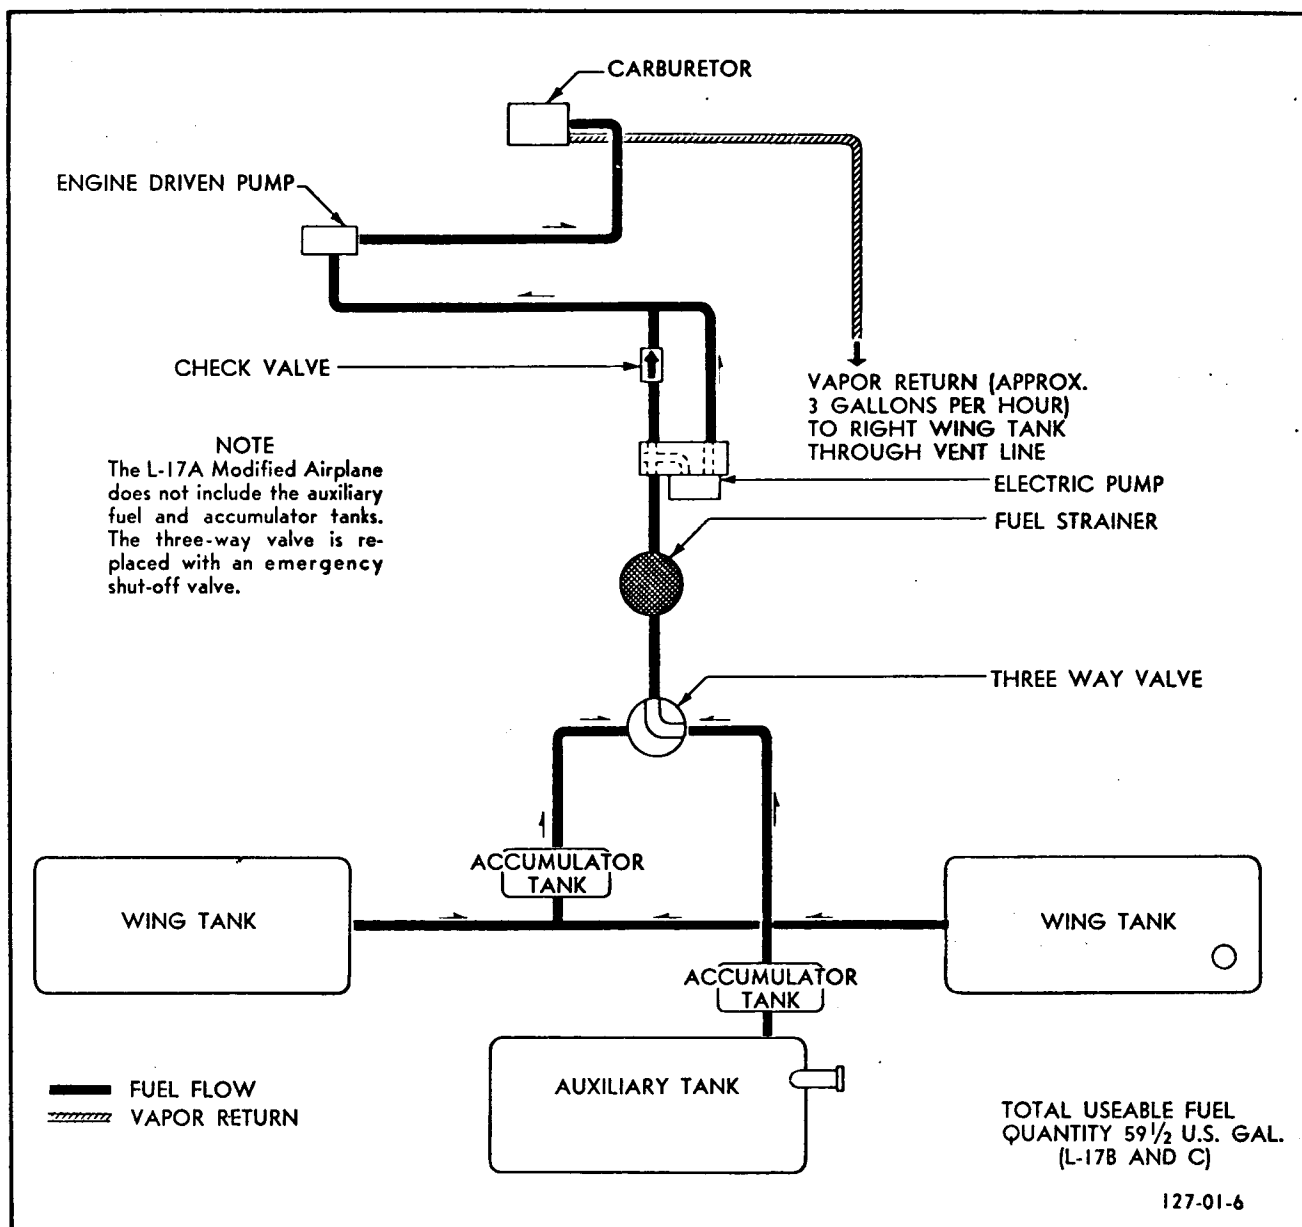 CARBURETOR
ENGINE DRIVEN PUMP
CHECK VALVE
VAPOR RETURN (APPROX.
3 GALLONS PER HOUR)
TO RIGHT WING TANK
THROUGH VENT LINE
NOTE
The L-17A Modified Airplane
does not include the auxiliary
fuel and accumulator tanks.
The three-way valve is re-
placed with an emergency
shut-off valve.
ELECTRIC PUMP
FUEL STRAINER
THREE WAY VALVE
ACCUMULATOR
TANK
WING TANK
WING TANK
ACCUMULATOR
TANK
AUXILIARY TANK
FUEL FLOW
VAPOR RETURN
TOTAL USEABLE FUEL
QUANTITY 59 1/2 U.S. GAL.
(L-17B AND C)
127-01-6